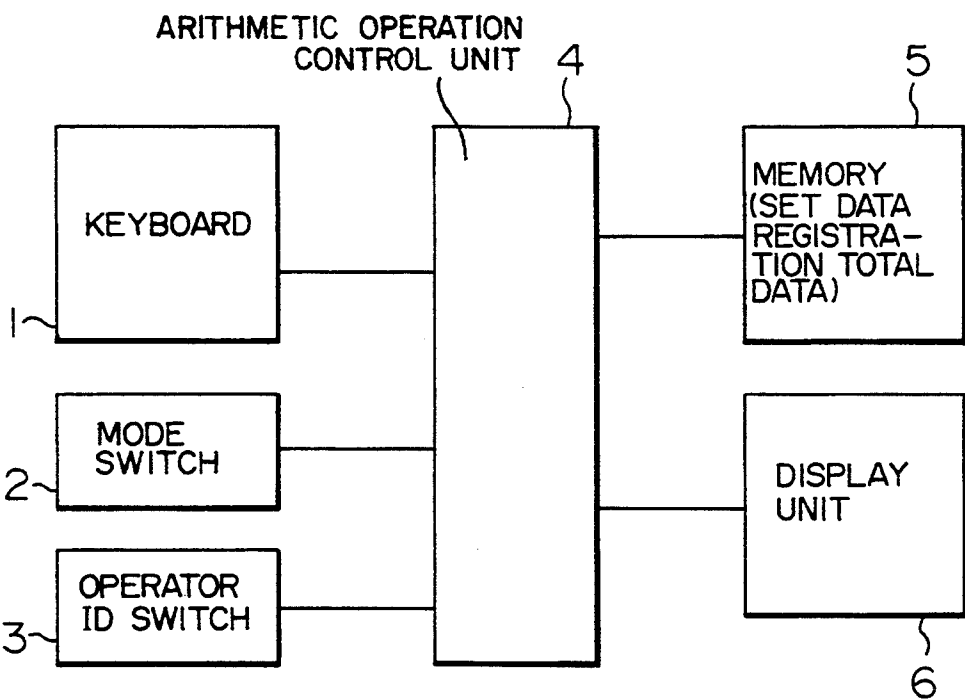 ARITHMETIC OPERATION
CONTROL UNIT
4
5
KEYBOARD
1
MEMORY
(SET DATA
REGISTRA-
TION TOTAL
DATA)
MODE
SWITCH
2
DISPLAY
UNIT
6
OPERATOR
ID SWITCH
3